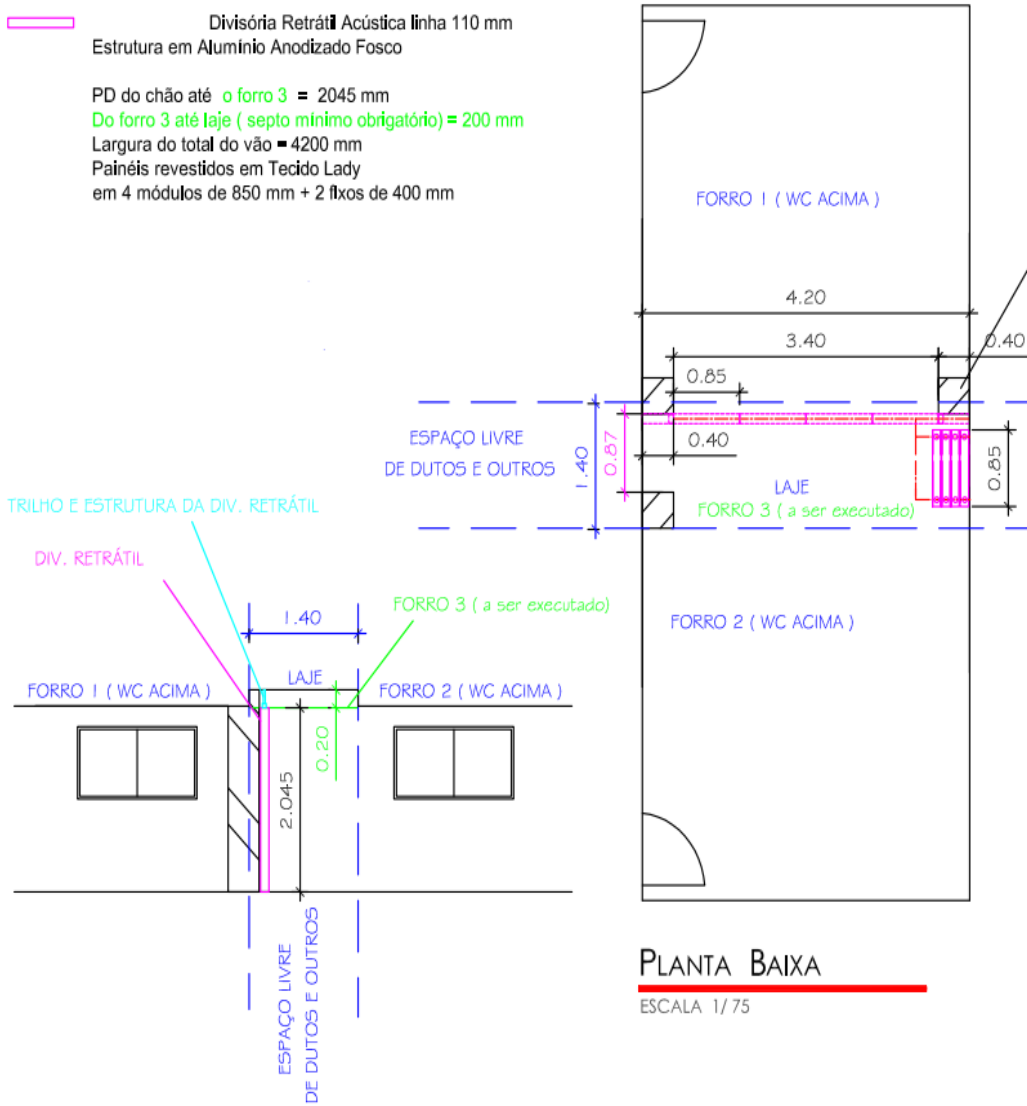 Divisória Retrátil Acústica linha 110 mm
Estrutura em Alumínio Anodizado Fosco
PD do chão até o forro 3 = 2045 mm
Do forro 3 até laje ( septo mínimo obrigatório) = 200 mm
Largura do total do vão = 4200 mm
Painéis revestidos em Tecido Lady
em 4 módulos de 850 mm + 2 fixos de 400 mm
FORRO 1 ( WC ACIMA )
4.20
3.40
0.40
0.85
ESPAÇO LIVRE
DE DUTOS E OUTROS
1.40
0.87
0.40
0.85
LAJE
FORRO 3 ( a ser executado)
FORRO 2 ( WC ACIMA )
TRILHO E ESTRUTURA DA DIV. RETRÁTIL
DIV. RETRÁTIL
FORRO 3 ( a ser executado)
1.40
LAJE
FORRO 1 ( WC ACIMA )
FORRO 2 ( WC ACIMA )
0.20
2.045
ESPAÇO LIVRE
DE DUTOS E OUTROS
PLANTA BAIXA
ESCALA 1/ 75